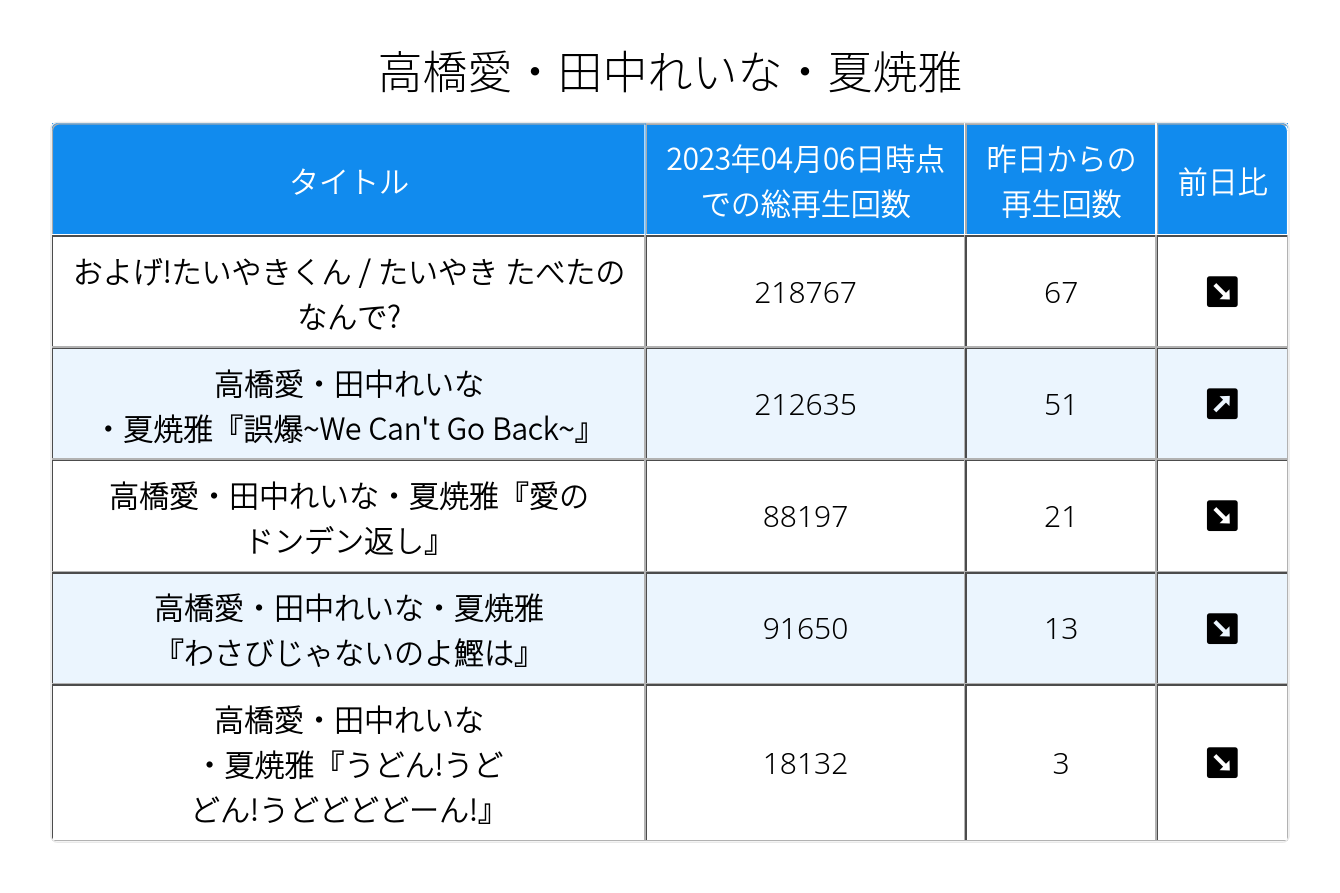 高橋愛・田中れいな・夏焼雅
タイトル
2023年04月06日時点
での総再生回数
昨日からの
再生回数
前日比
およげ!たいやきくん / たいやき たべたの
なんで?
218767
67
高橋愛・田中れいな
・夏焼雅『誤爆~We Can't Go Back~』
212635
51
高橋愛・田中れいな・夏焼雅『愛の
ドンデン返し』
88197
21
高橋愛・田中れいな・夏焼雅
『わさびじゃないのよ鰹は』
91650
13
高橋愛・田中れいな
・夏焼雅『うどん!うど
どん!うどどどどーん!』
18132
3